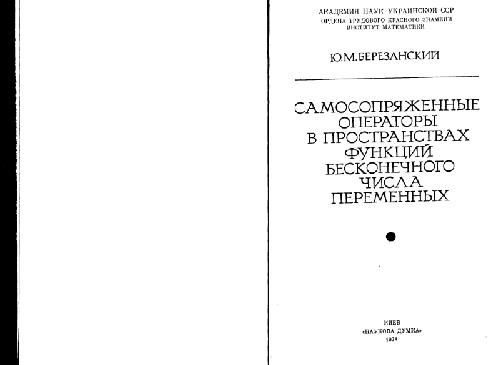 АКАДЕМИЯ НАУК УКРАИНСКОЙ ССР
ОРДЕНА ТРУДОВОГО КРАСНОГО ЗНАМЕНИ
ИНСТИТУТ МАТЕМАТИКИ
Ю.М.БЕРЕЗАНСКИЙ
САМОСОПРЯЖЕННЫЕ
ОПЕРАТОРЫ
В ПРОСТРАНСТВАХ
ФУНКЦИЙ
БЕСКОНЕЧНОГО
ЧИСЛА
ПЕРЕМЕННЫХ
КИЕВ
«НАУКОВА ДУМКА»